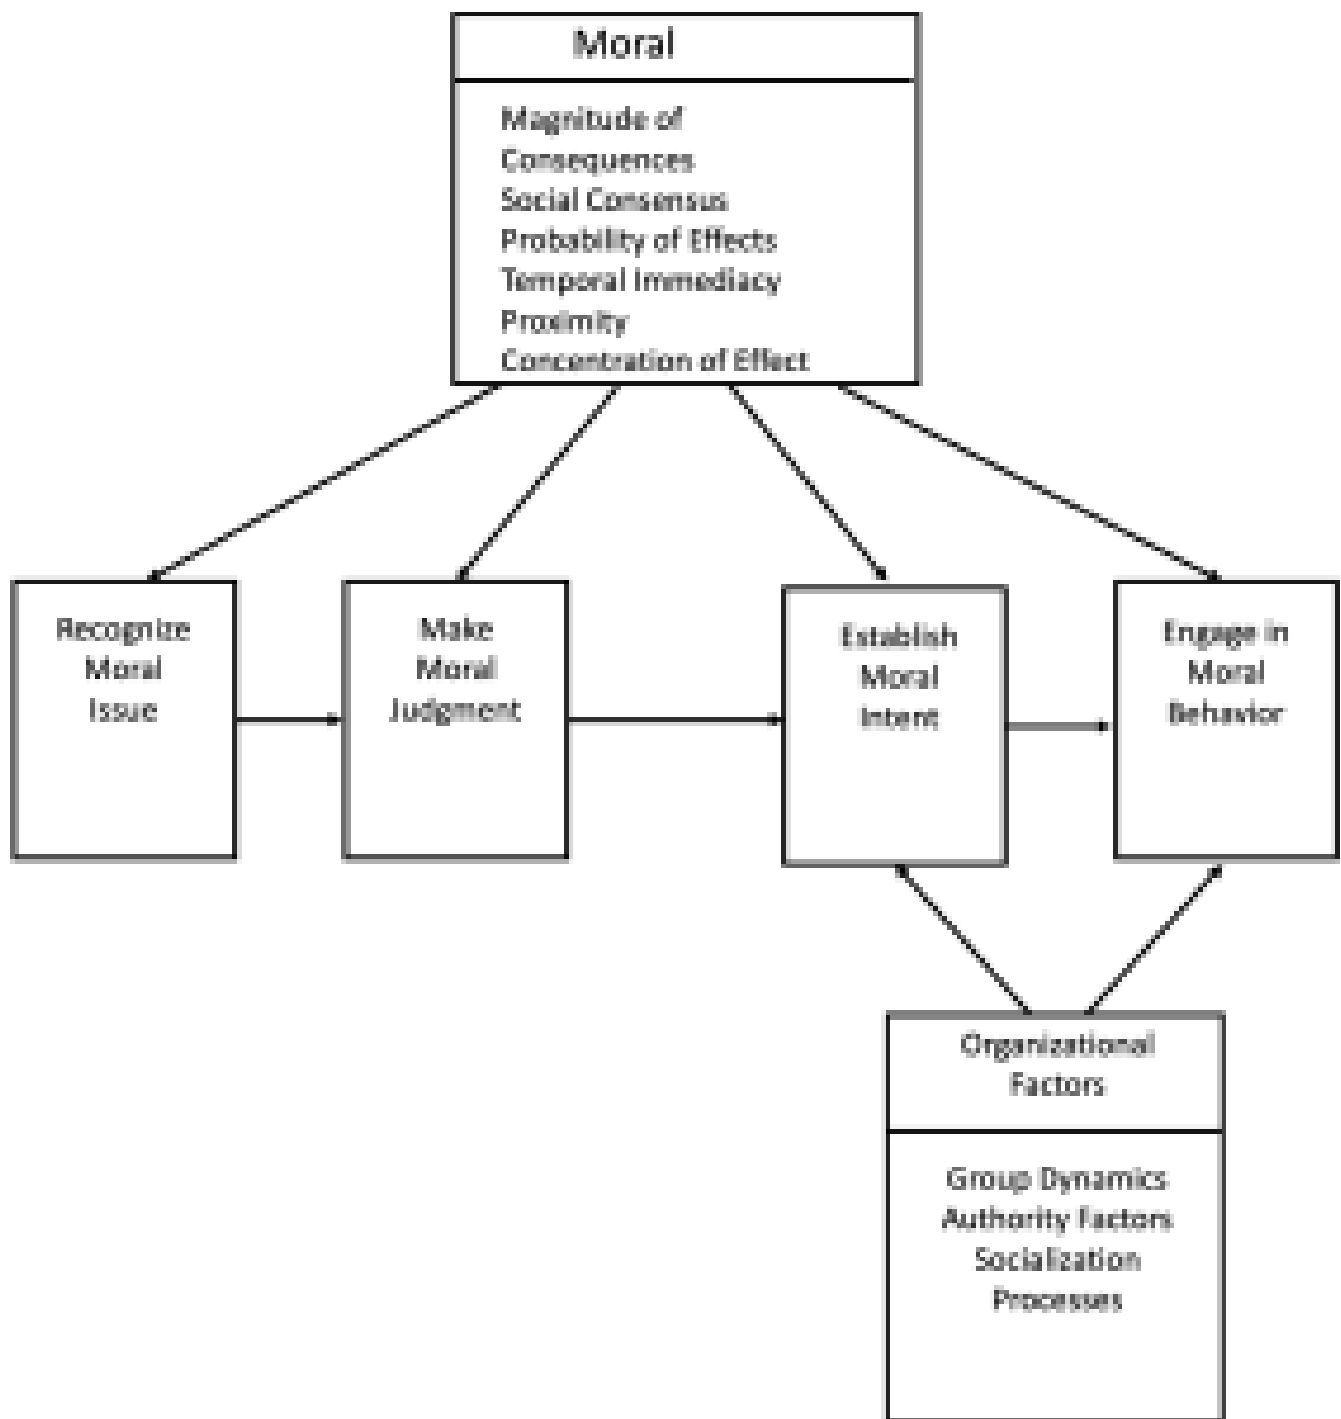 Moral
Magnitude of
Consequences
Social Consensus
Probability of Effects
Temporal Immediacy
Proximity
Concentration of Effect
Recognize
Moral
Issue
Make
Moral
Judgment
Establish
Moral
Intent
Engage in
Moral
Behavior
Organizational
Factors
Group Dynamics
Authority Factors
Socialization
Processes